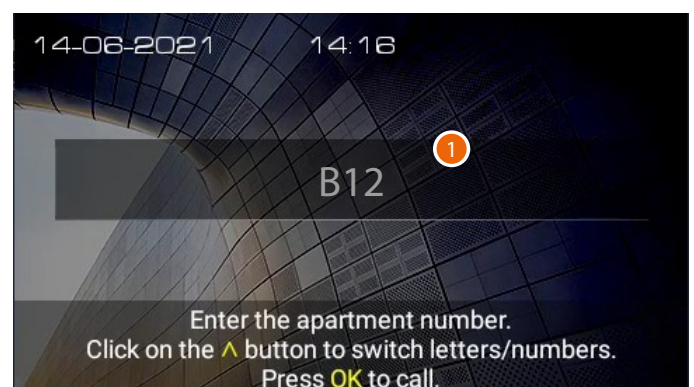 14-06-2021 14:16
1
B12
Enter the apartment number.
Click on the ^ button to switch letters/numbers.
Press OK to call.